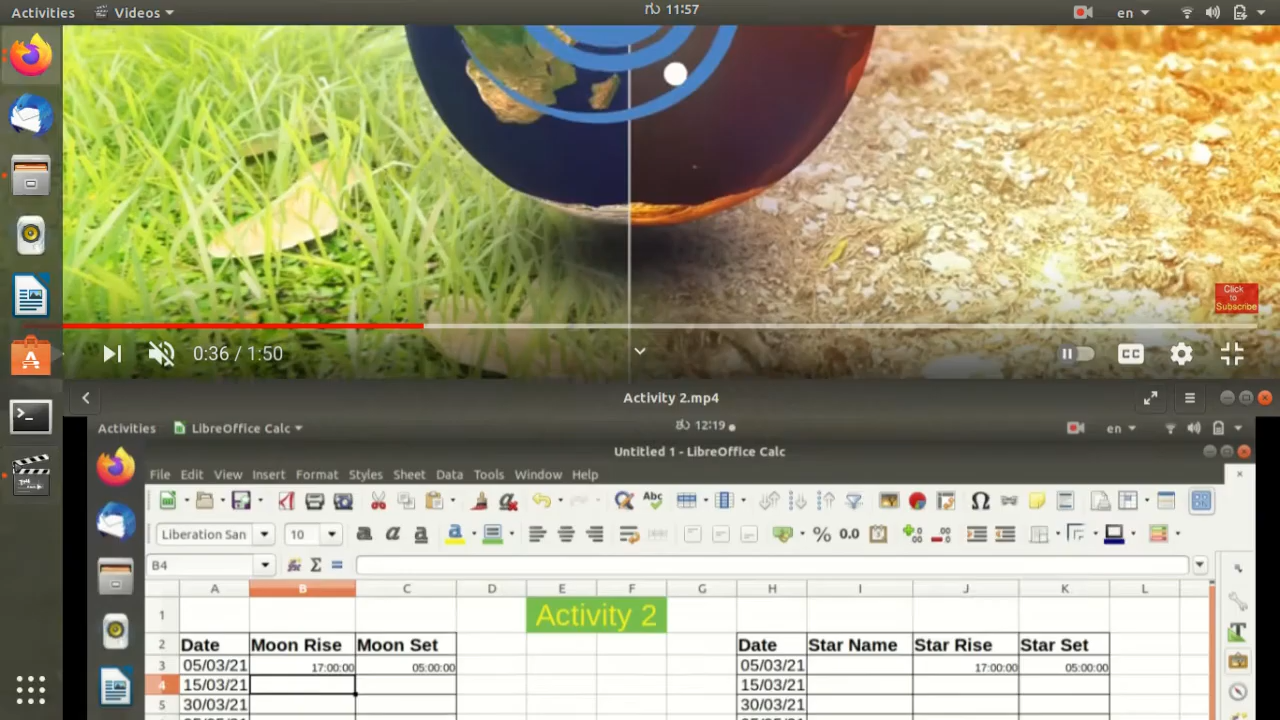 Activities Videos ಗು 11:57 en
Click
to
Subscribe
0:36 / 1:50
CC
Activity 2.mp4
Activities LibreOffice Calc ಶು 12:19 en
Untitled 1 - LibreOffice Calc
File Edit View Insert Format Styles Sheet Data Tools Window Help
Abc
Liberation San 10 a a a a % 0.0
B4
A B C D E F G H I J K L
1 Activity 2
2 Date Moon Rise Moon Set Date Star Name Star Rise Star Set
3 05/03/21 17:00:00 05:00:00 05/03/21 17:00:00 05:00:00
4 15/03/21 15/03/21
5 30/03/21 30/03/21